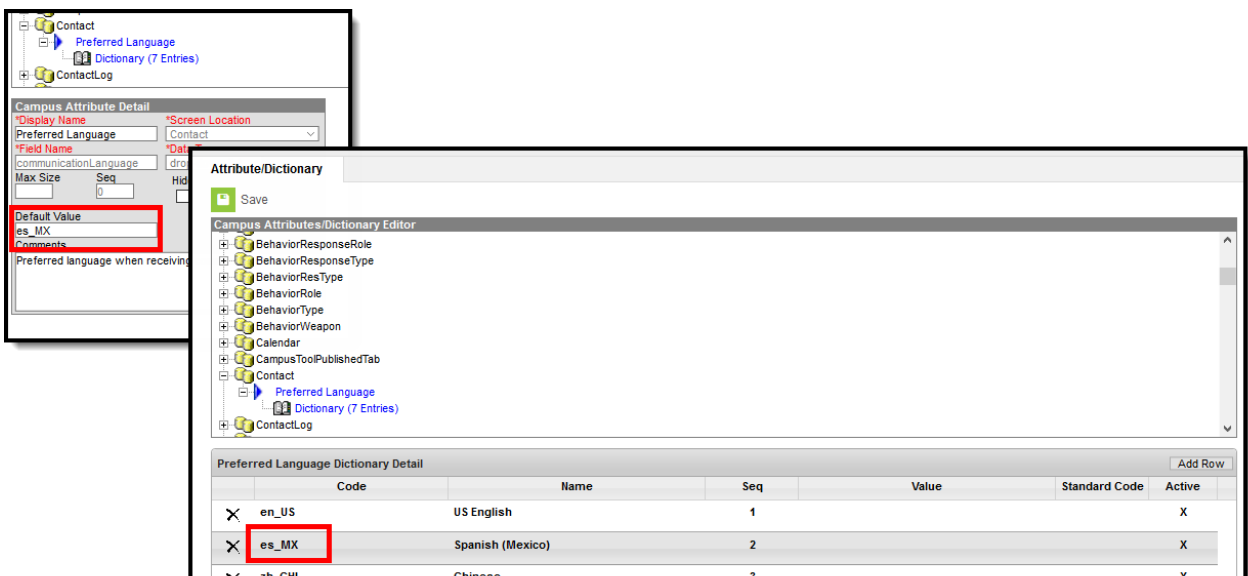 Contact
Preferred Language
Dictionary (7 Entries)
ContactLog
Campus Attribute Detail
*Display Name *Screen Location
Preferred Language Contact
*Field Name
communicationLanguage
Max Size Seq
0
Default Value
es_MX
Comments
Preferred language when receiving
Attribute/Dictionary
Save
Campus Attributes/Dictionary Editor
BehaviorResponseRole
BehaviorResponseType
BehaviorResType
BehaviorRole
BehaviorType
BehaviorWeapon
Calendar
CampusToolPublishedTab
Contact
Preferred Language
Dictionary (7 Entries)
ContactLog
Preferred Language Dictionary Detail Add Row
Code Name Seq Value Standard Code Active
X en_US US English 1 X
X es_MX Spanish (Mexico) 2 X